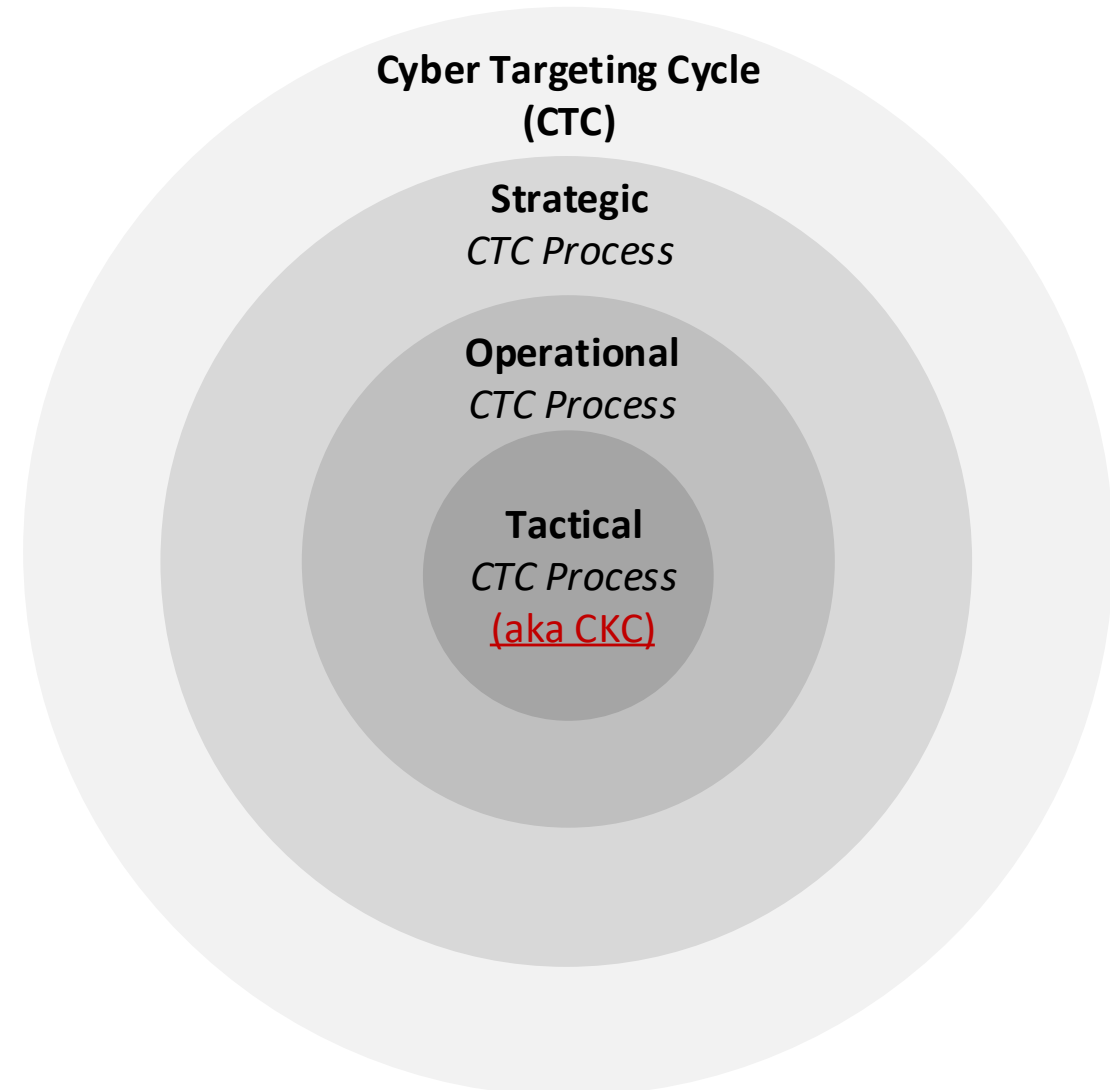 Cyber Targeting Cycle
(CTC)
Strategic
CTC Process
Operational
CTC Process
Tactical
CTC Process
(aka CKC)